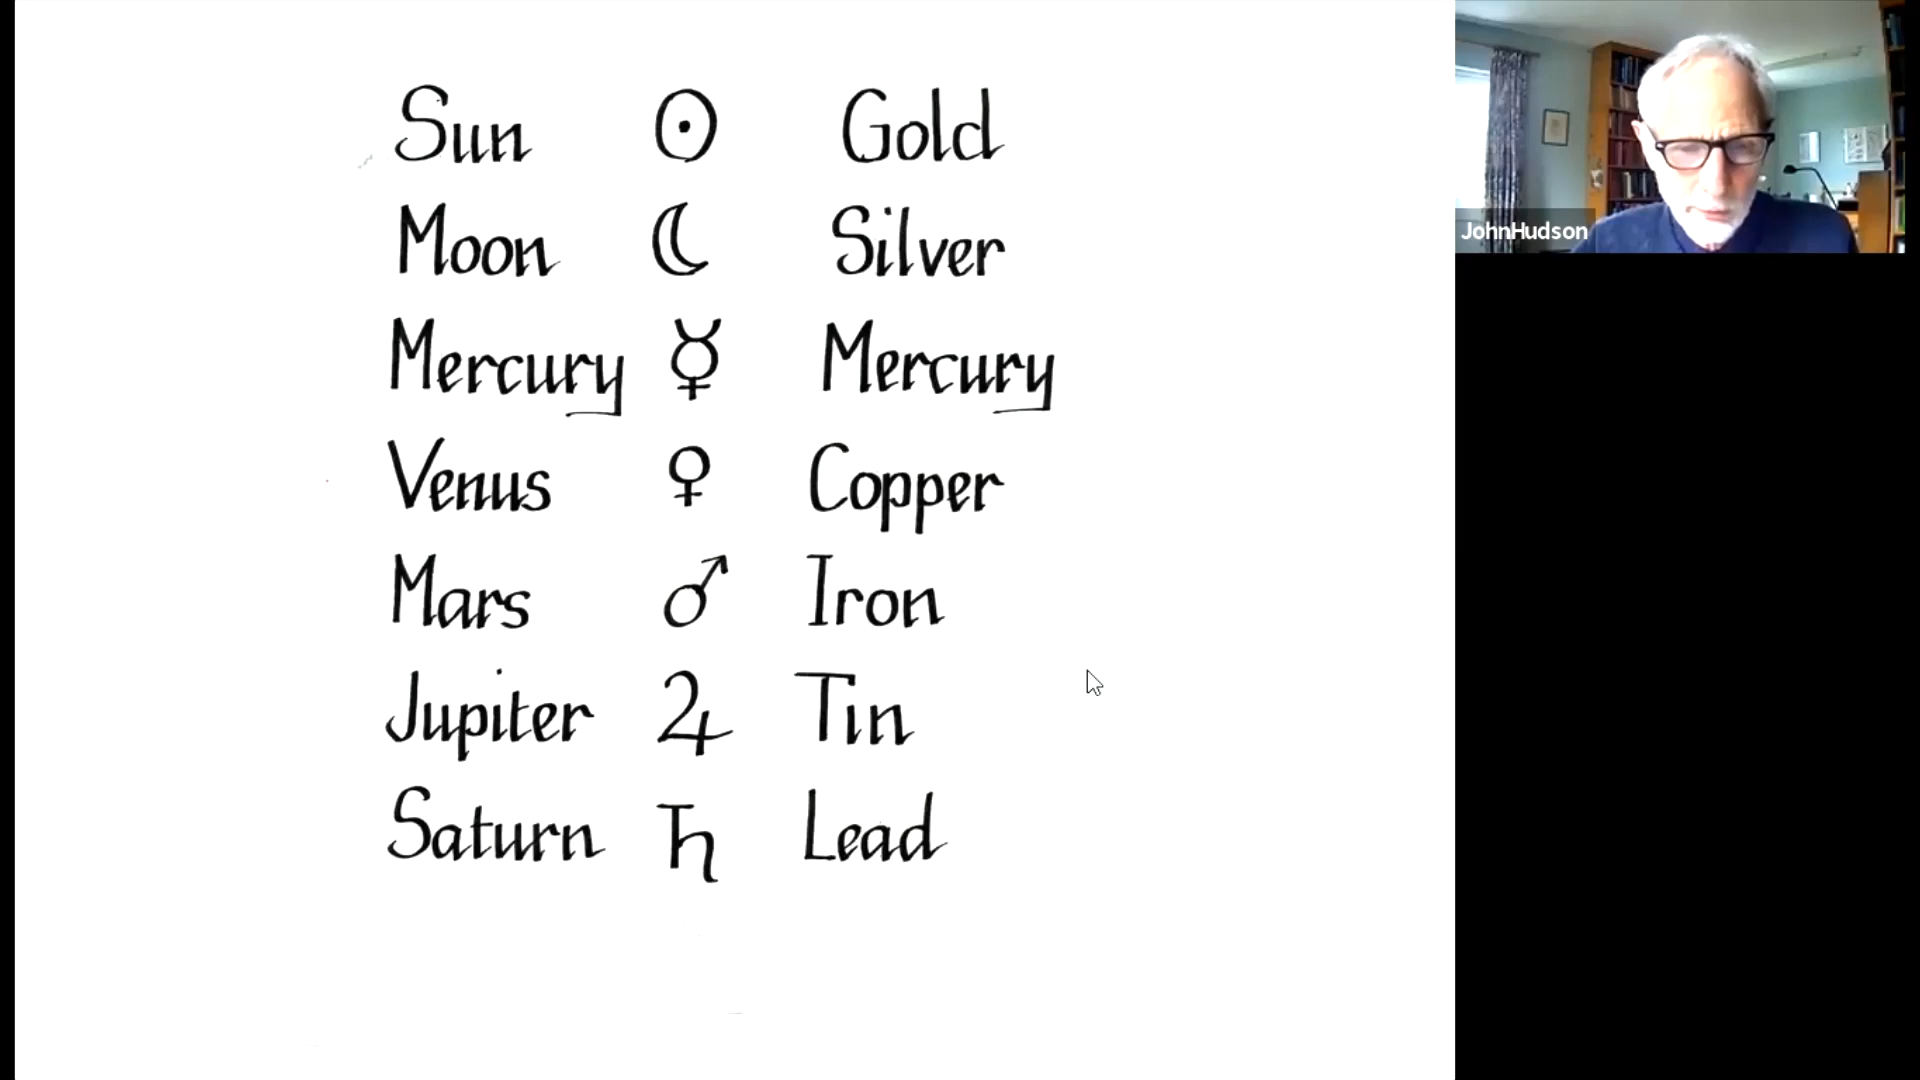 Sun ☉ Gold
Moon ☾ Silver
Mercury ☿ Mercury
Venus ♀ Copper
Mars ♂ Iron
Jupiter ♃ Tin
Saturn ♄ Lead
JohnHudson